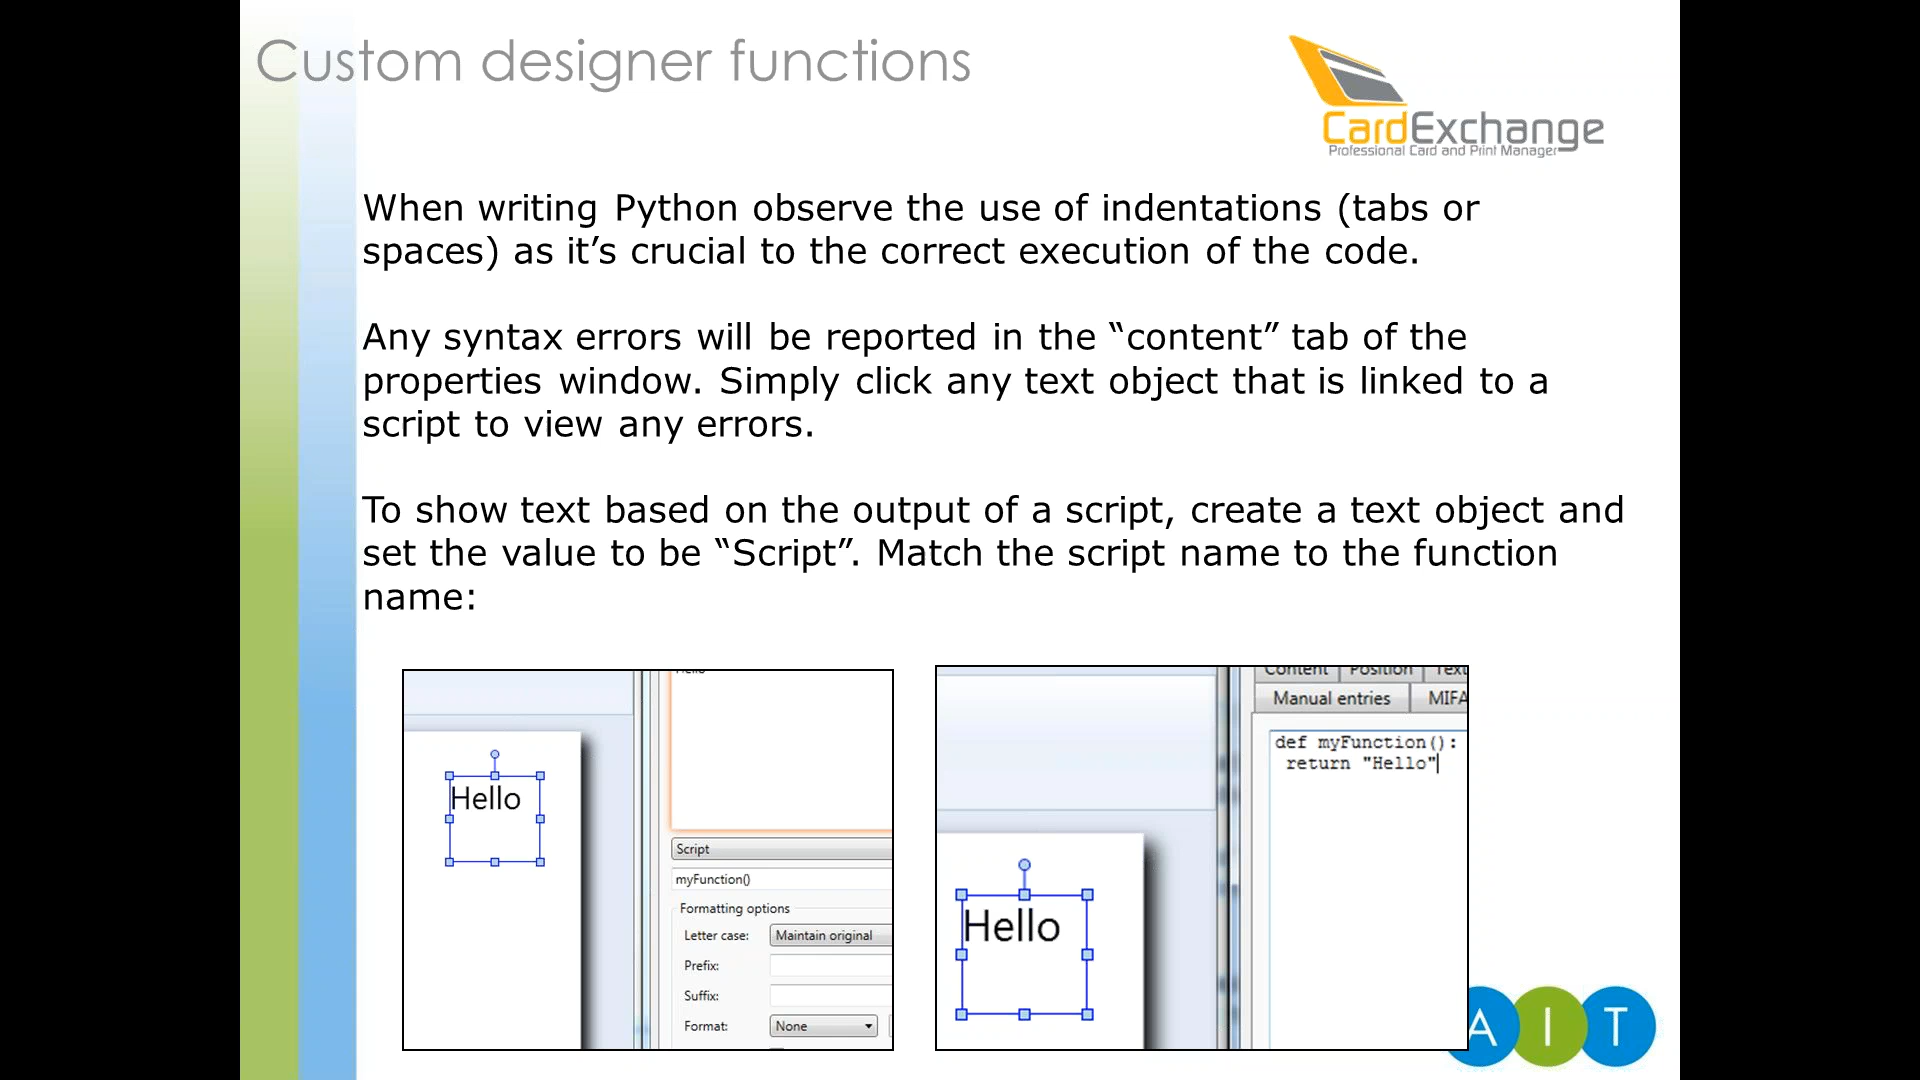 Custom designer functions
CardExchange
Professional Card and Print Manager
When writing Python observe the use of indentations (tabs or
spaces) as it’s crucial to the correct execution of the code.
Any syntax errors will be reported in the “content” tab of the
properties window. Simply click any text object that is linked to a
script to view any errors.
To show text based on the output of a script, create a text object and
set the value to be “Script”. Match the script name to the function
name:
Hello
Hello
Script
myFunction()
Formatting options
Letter case: Maintain original
Prefix:
Suffix:
Format: None
Content Position Text
Manual entries MIFA
def myFunction():
return "Hello"
Hello
A I T